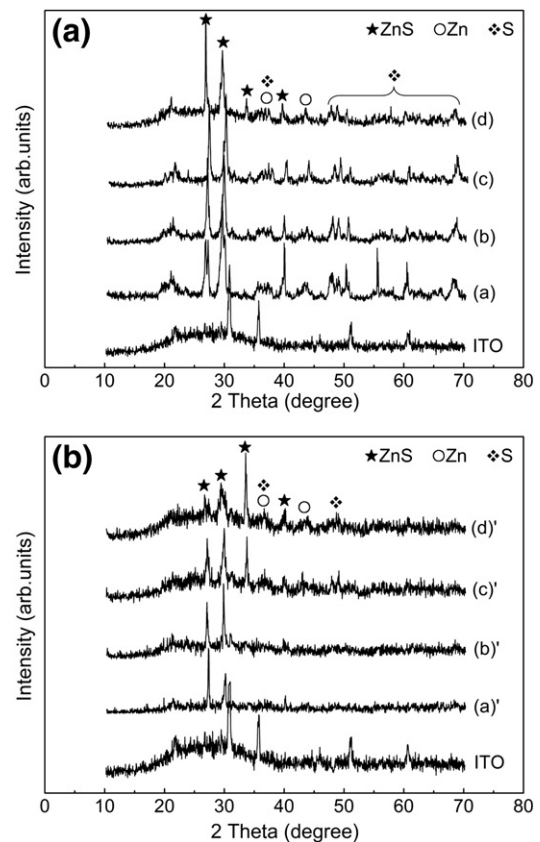 (a)
★ZnS ○Zn ❖S
(d)
(c)
(b)
(a)
ITO
Intensity (arb.units)
0 10 20 30 40 50 60 70 80
2 Theta (degree)
(b)
★ZnS ○Zn ❖S
(d)'
(c)'
(b)'
(a)'
ITO
Intensity (arb.units)
0 10 20 30 40 50 60 70 80
2 Theta (degree)